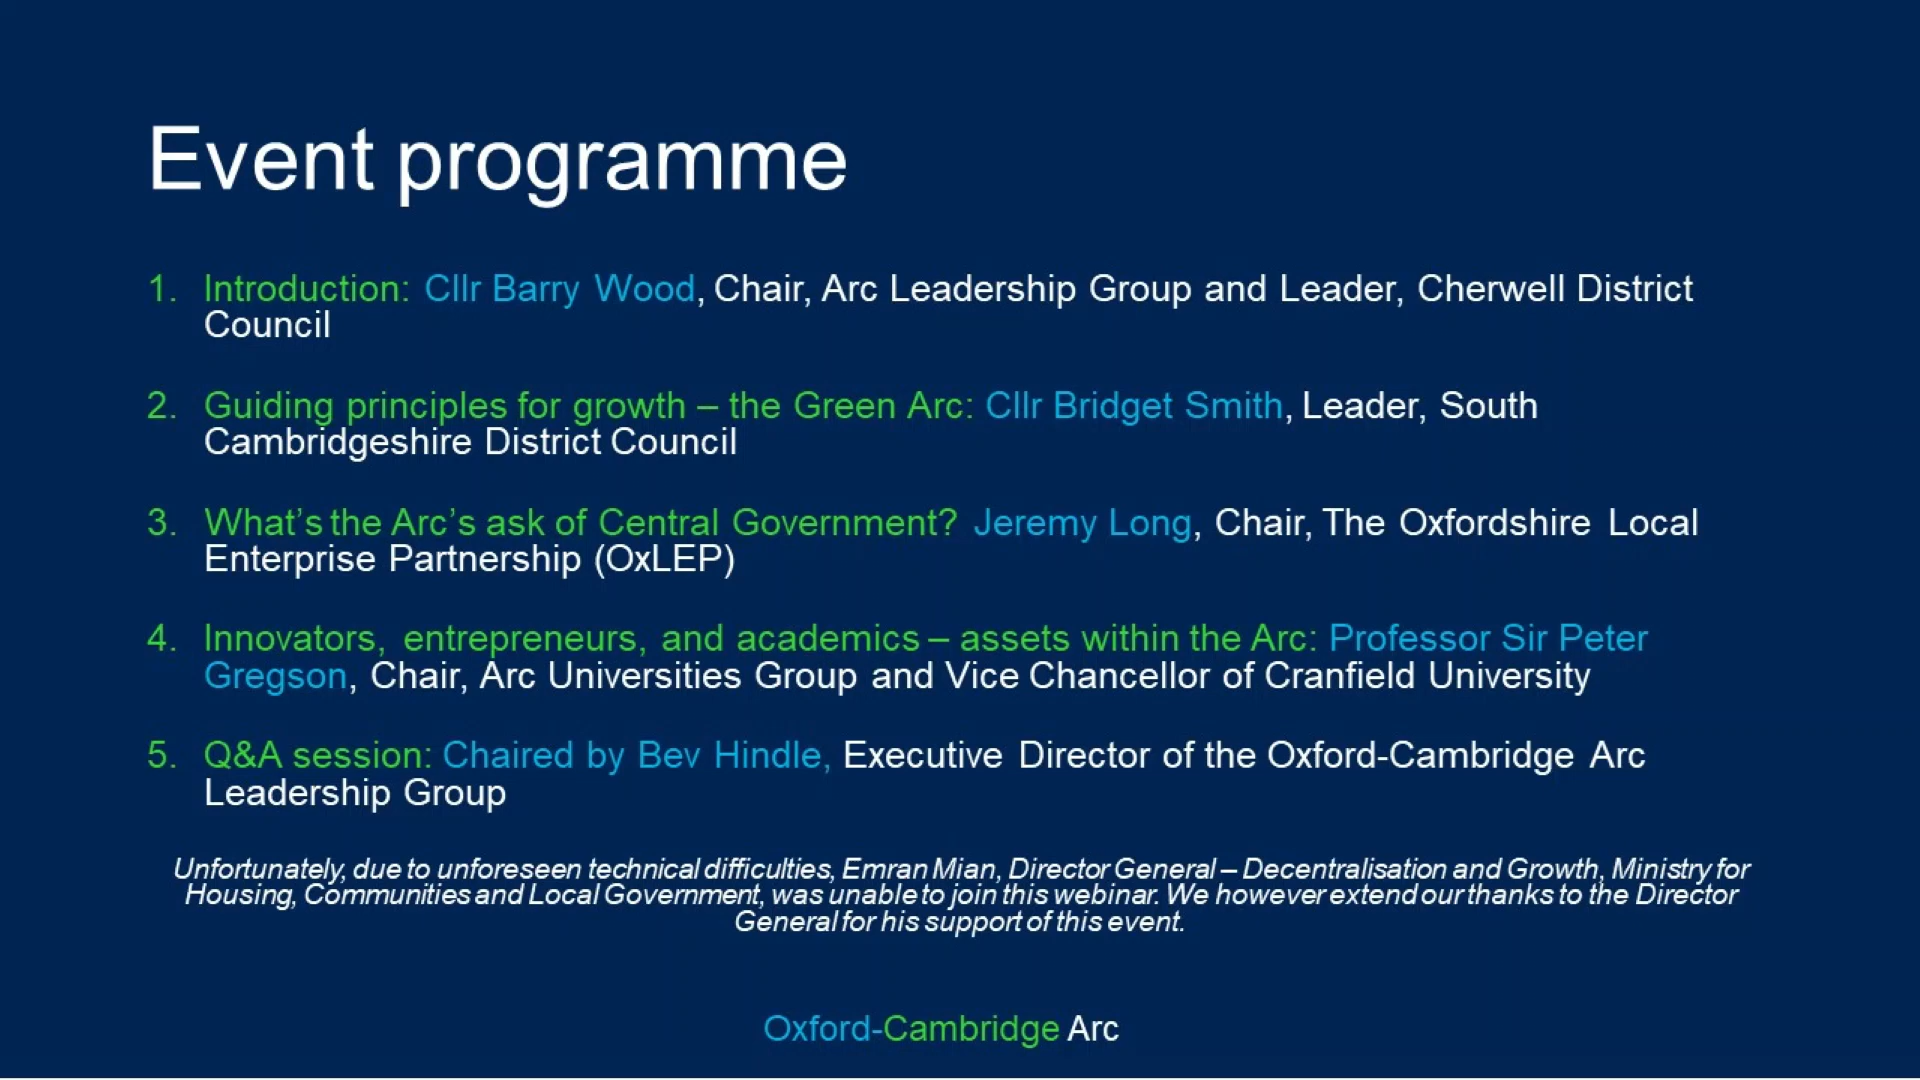 Event programme
1. Introduction: Cllr Barry Wood, Chair, Arc Leadership Group and Leader, Cherwell District
Council
2. Guiding principles for growth – the Green Arc: Cllr Bridget Smith, Leader, South
Cambridgeshire District Council
3. What’s the Arc’s ask of Central Government? Jeremy Long, Chair, The Oxfordshire Local
Enterprise Partnership (OxLEP)
4. Innovators, entrepreneurs, and academics – assets within the Arc: Professor Sir Peter
Gregson, Chair, Arc Universities Group and Vice Chancellor of Cranfield University
5. Q&A session: Chaired by Bev Hindle, Executive Director of the Oxford-Cambridge Arc
Leadership Group
Unfortunately, due to unforeseen technical difficulties, Emran Mian, Director General – Decentralisation and Growth, Ministry for
Housing, Communities and Local Government, was unable to join this webinar. We however extend our thanks to the Director
General for his support of this event.
Oxford-Cambridge Arc